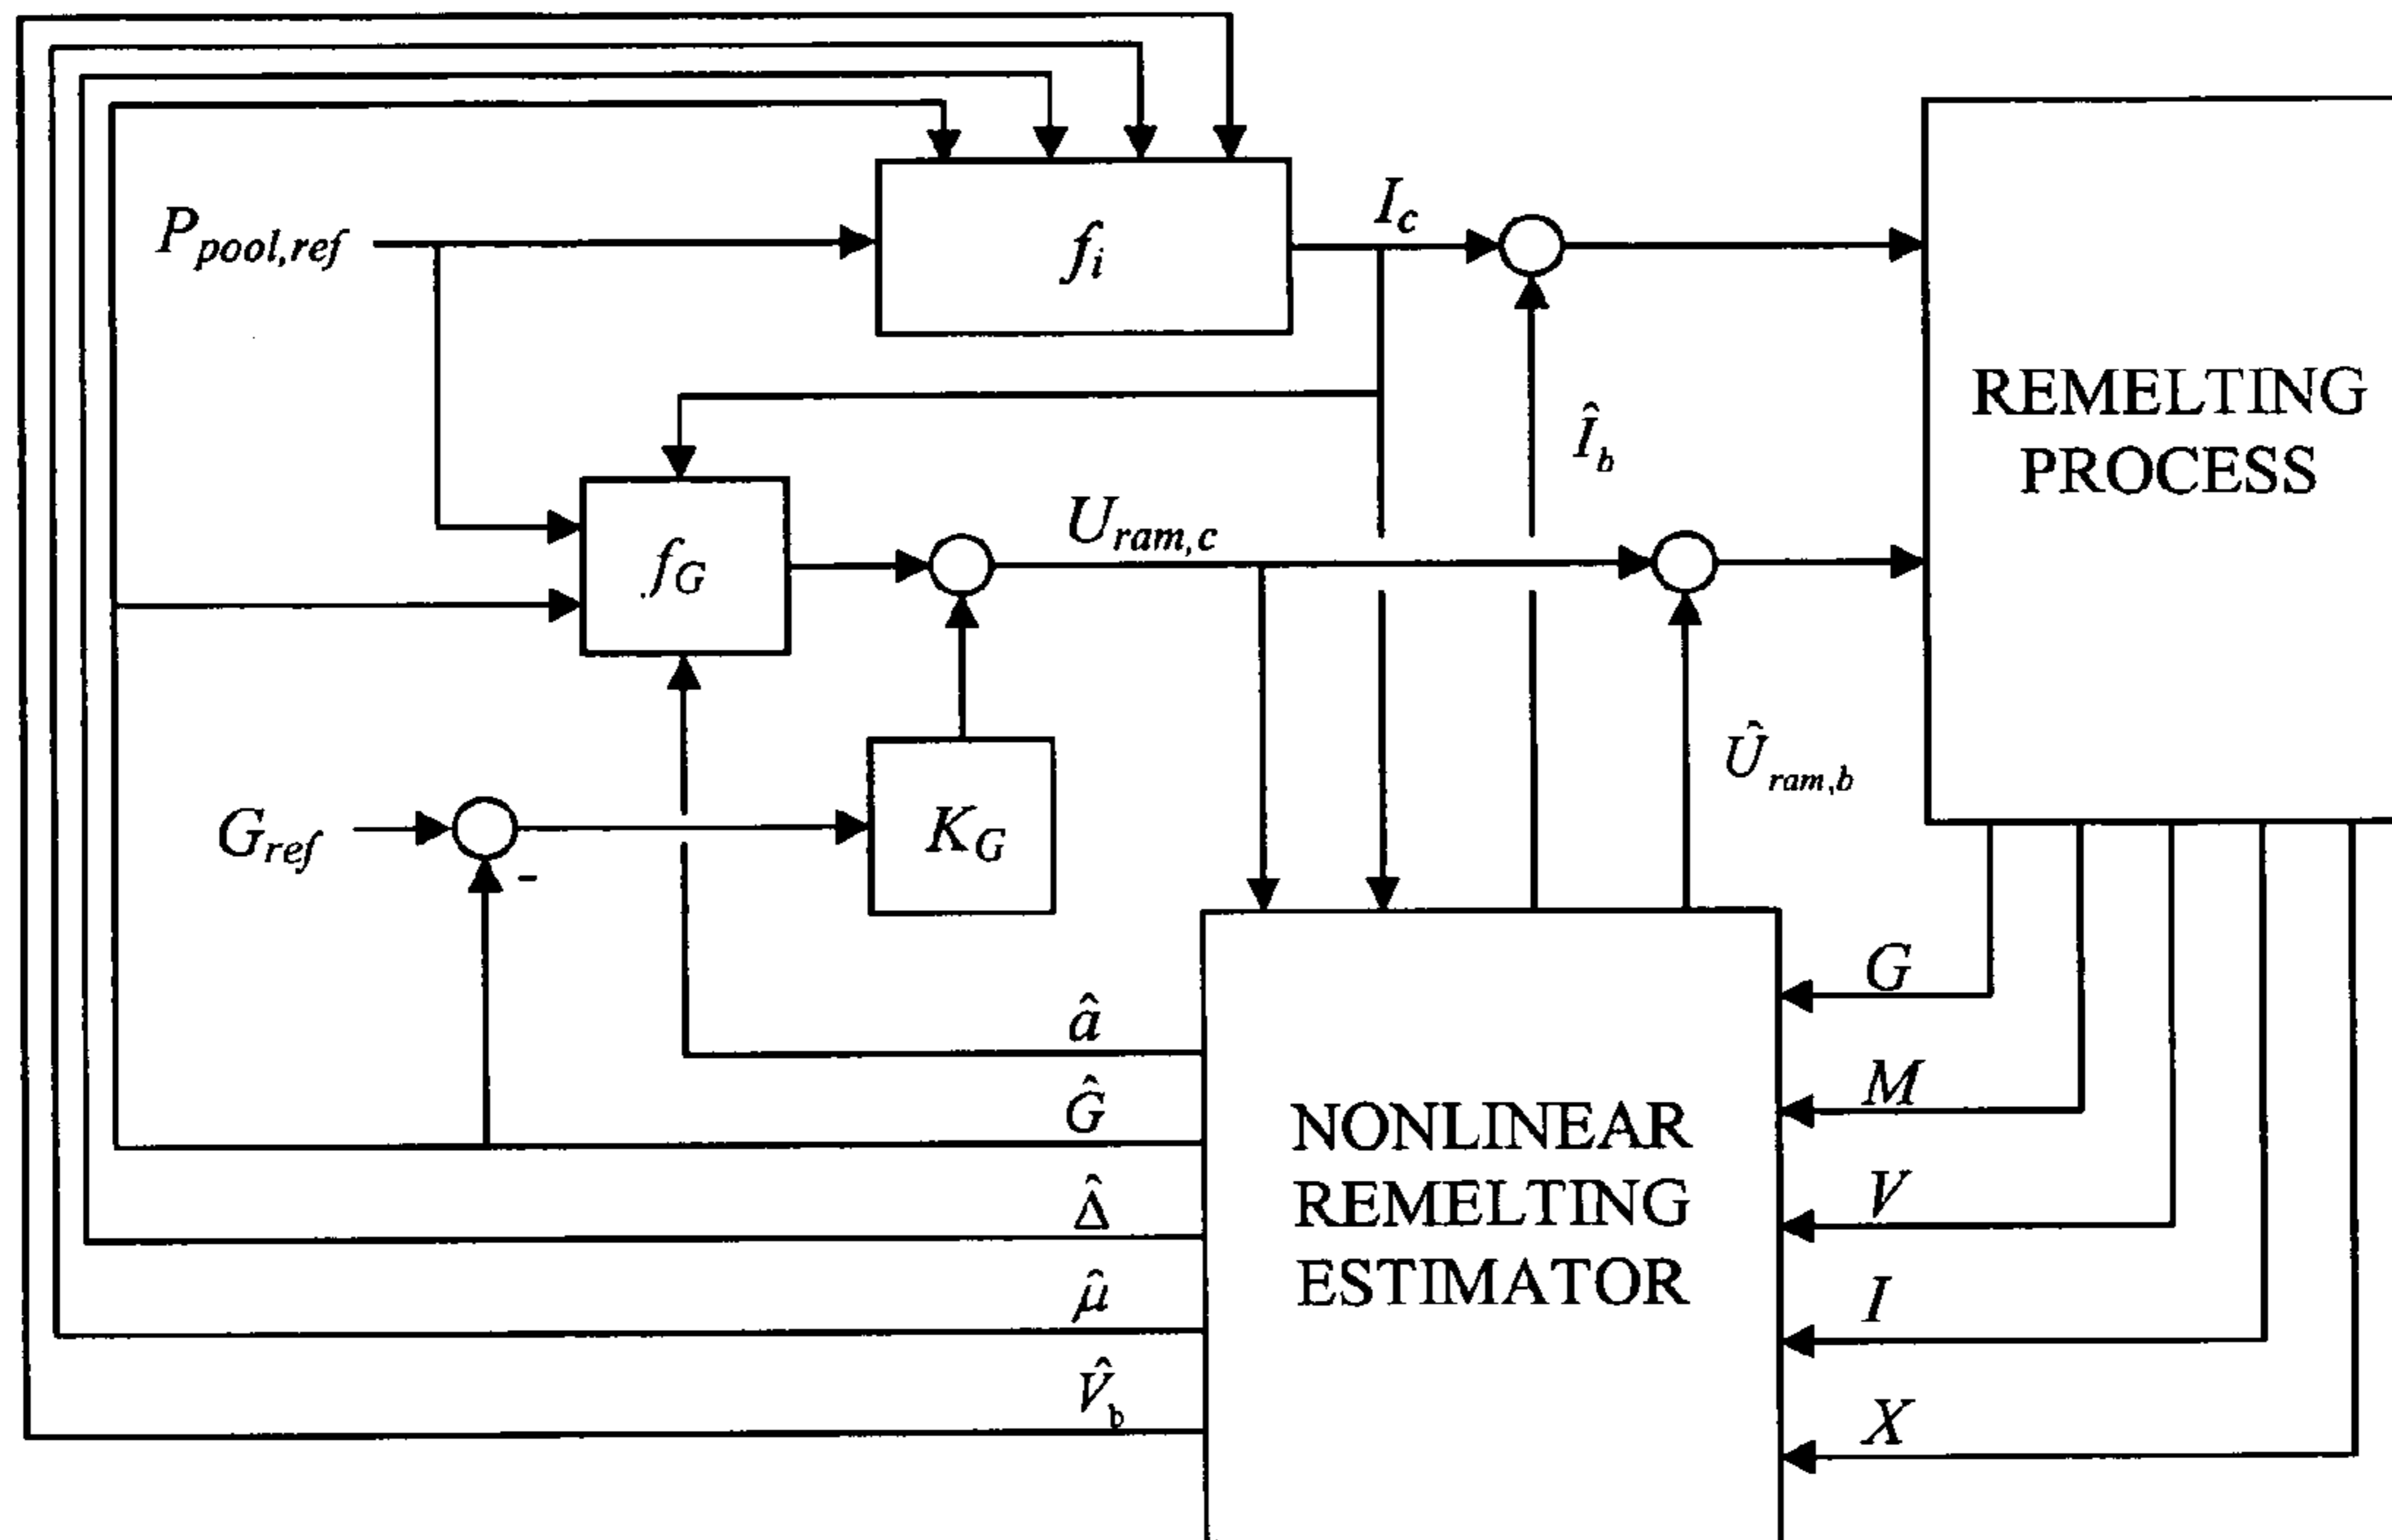 P_pool,ref
f_i
I_c
REMELTING
PROCESS
Î_b
f_G
U_ram,c
Û_ram,b
G_ref
-
K_G
â
Ĝ
Δ̂
μ̂
V̂_b
NONLINEAR
REMELTING
ESTIMATOR
G
M
V
I
X